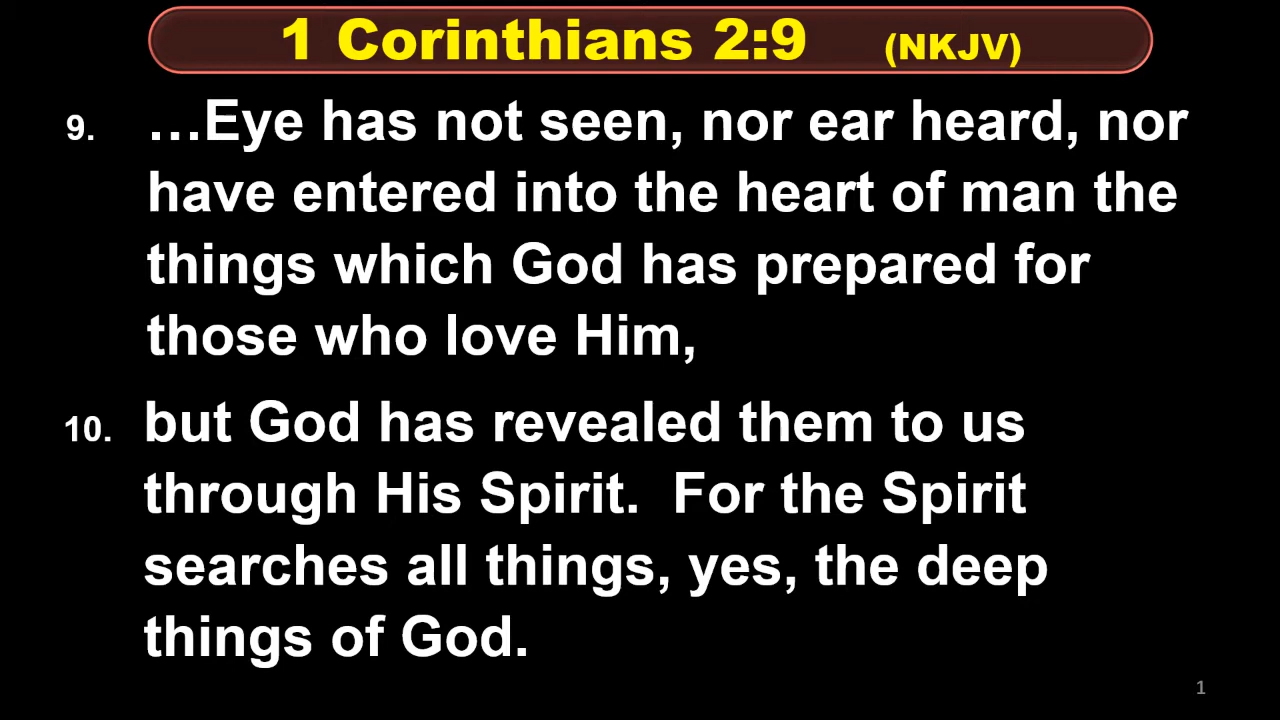 1 Corinthians 2:9 (NKJV)
9. …Eye has not seen, nor ear heard, nor
have entered into the heart of man the
things which God has prepared for
those who love Him,
10. but God has revealed them to us
through His Spirit.  For the Spirit
searches all things, yes, the deep
things of God.
1